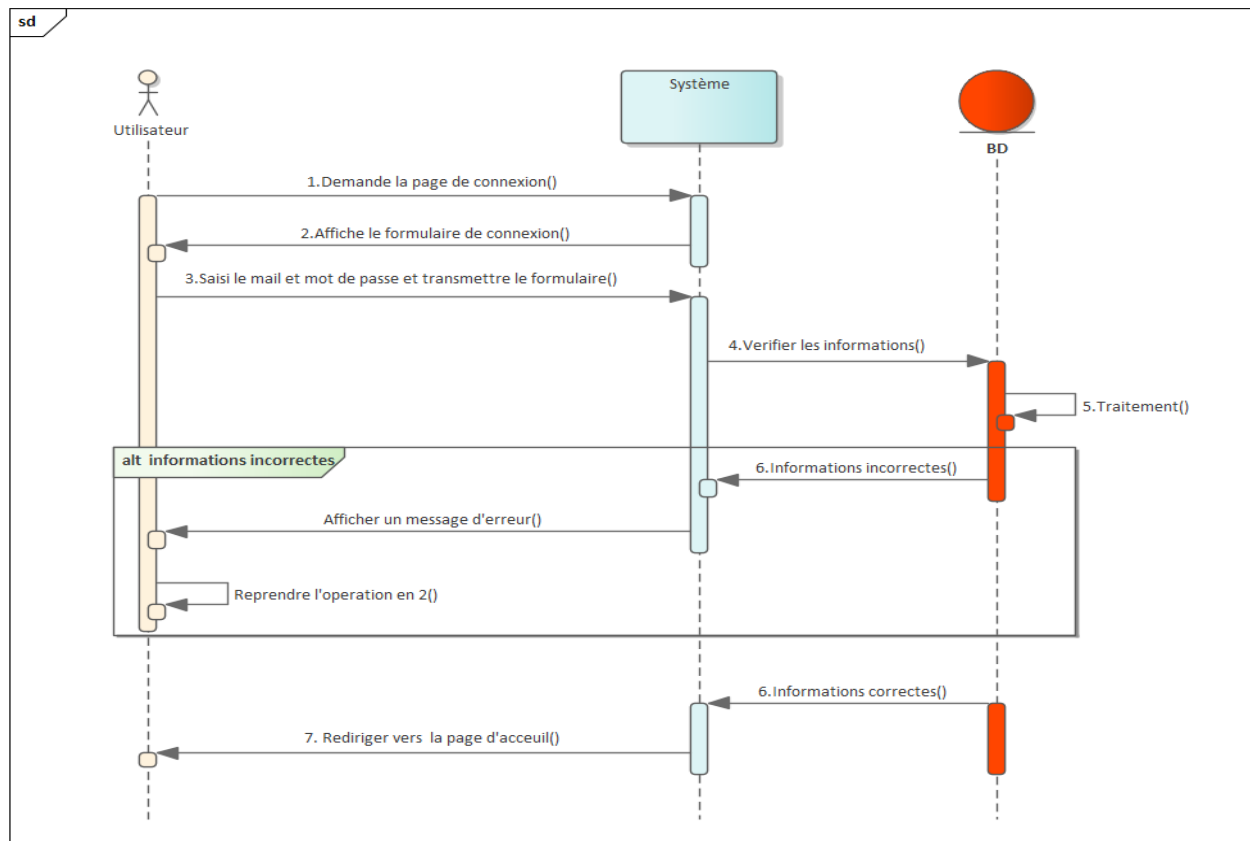 sd
Système
Utilisateur
BD
1.Demande la page de connexion()
2.Affiche le formulaire de connexion()
3.Saisi le mail et mot de passe et transmettre le formulaire()
4.Verifier les informations()
5.Traitement()
alt informations incorrectes
6.Informations incorrectes()
Afficher un message d'erreur()
Reprendre l'operation en 2()
6.Informations correctes()
7. Rediriger vers la page d'acceuil()